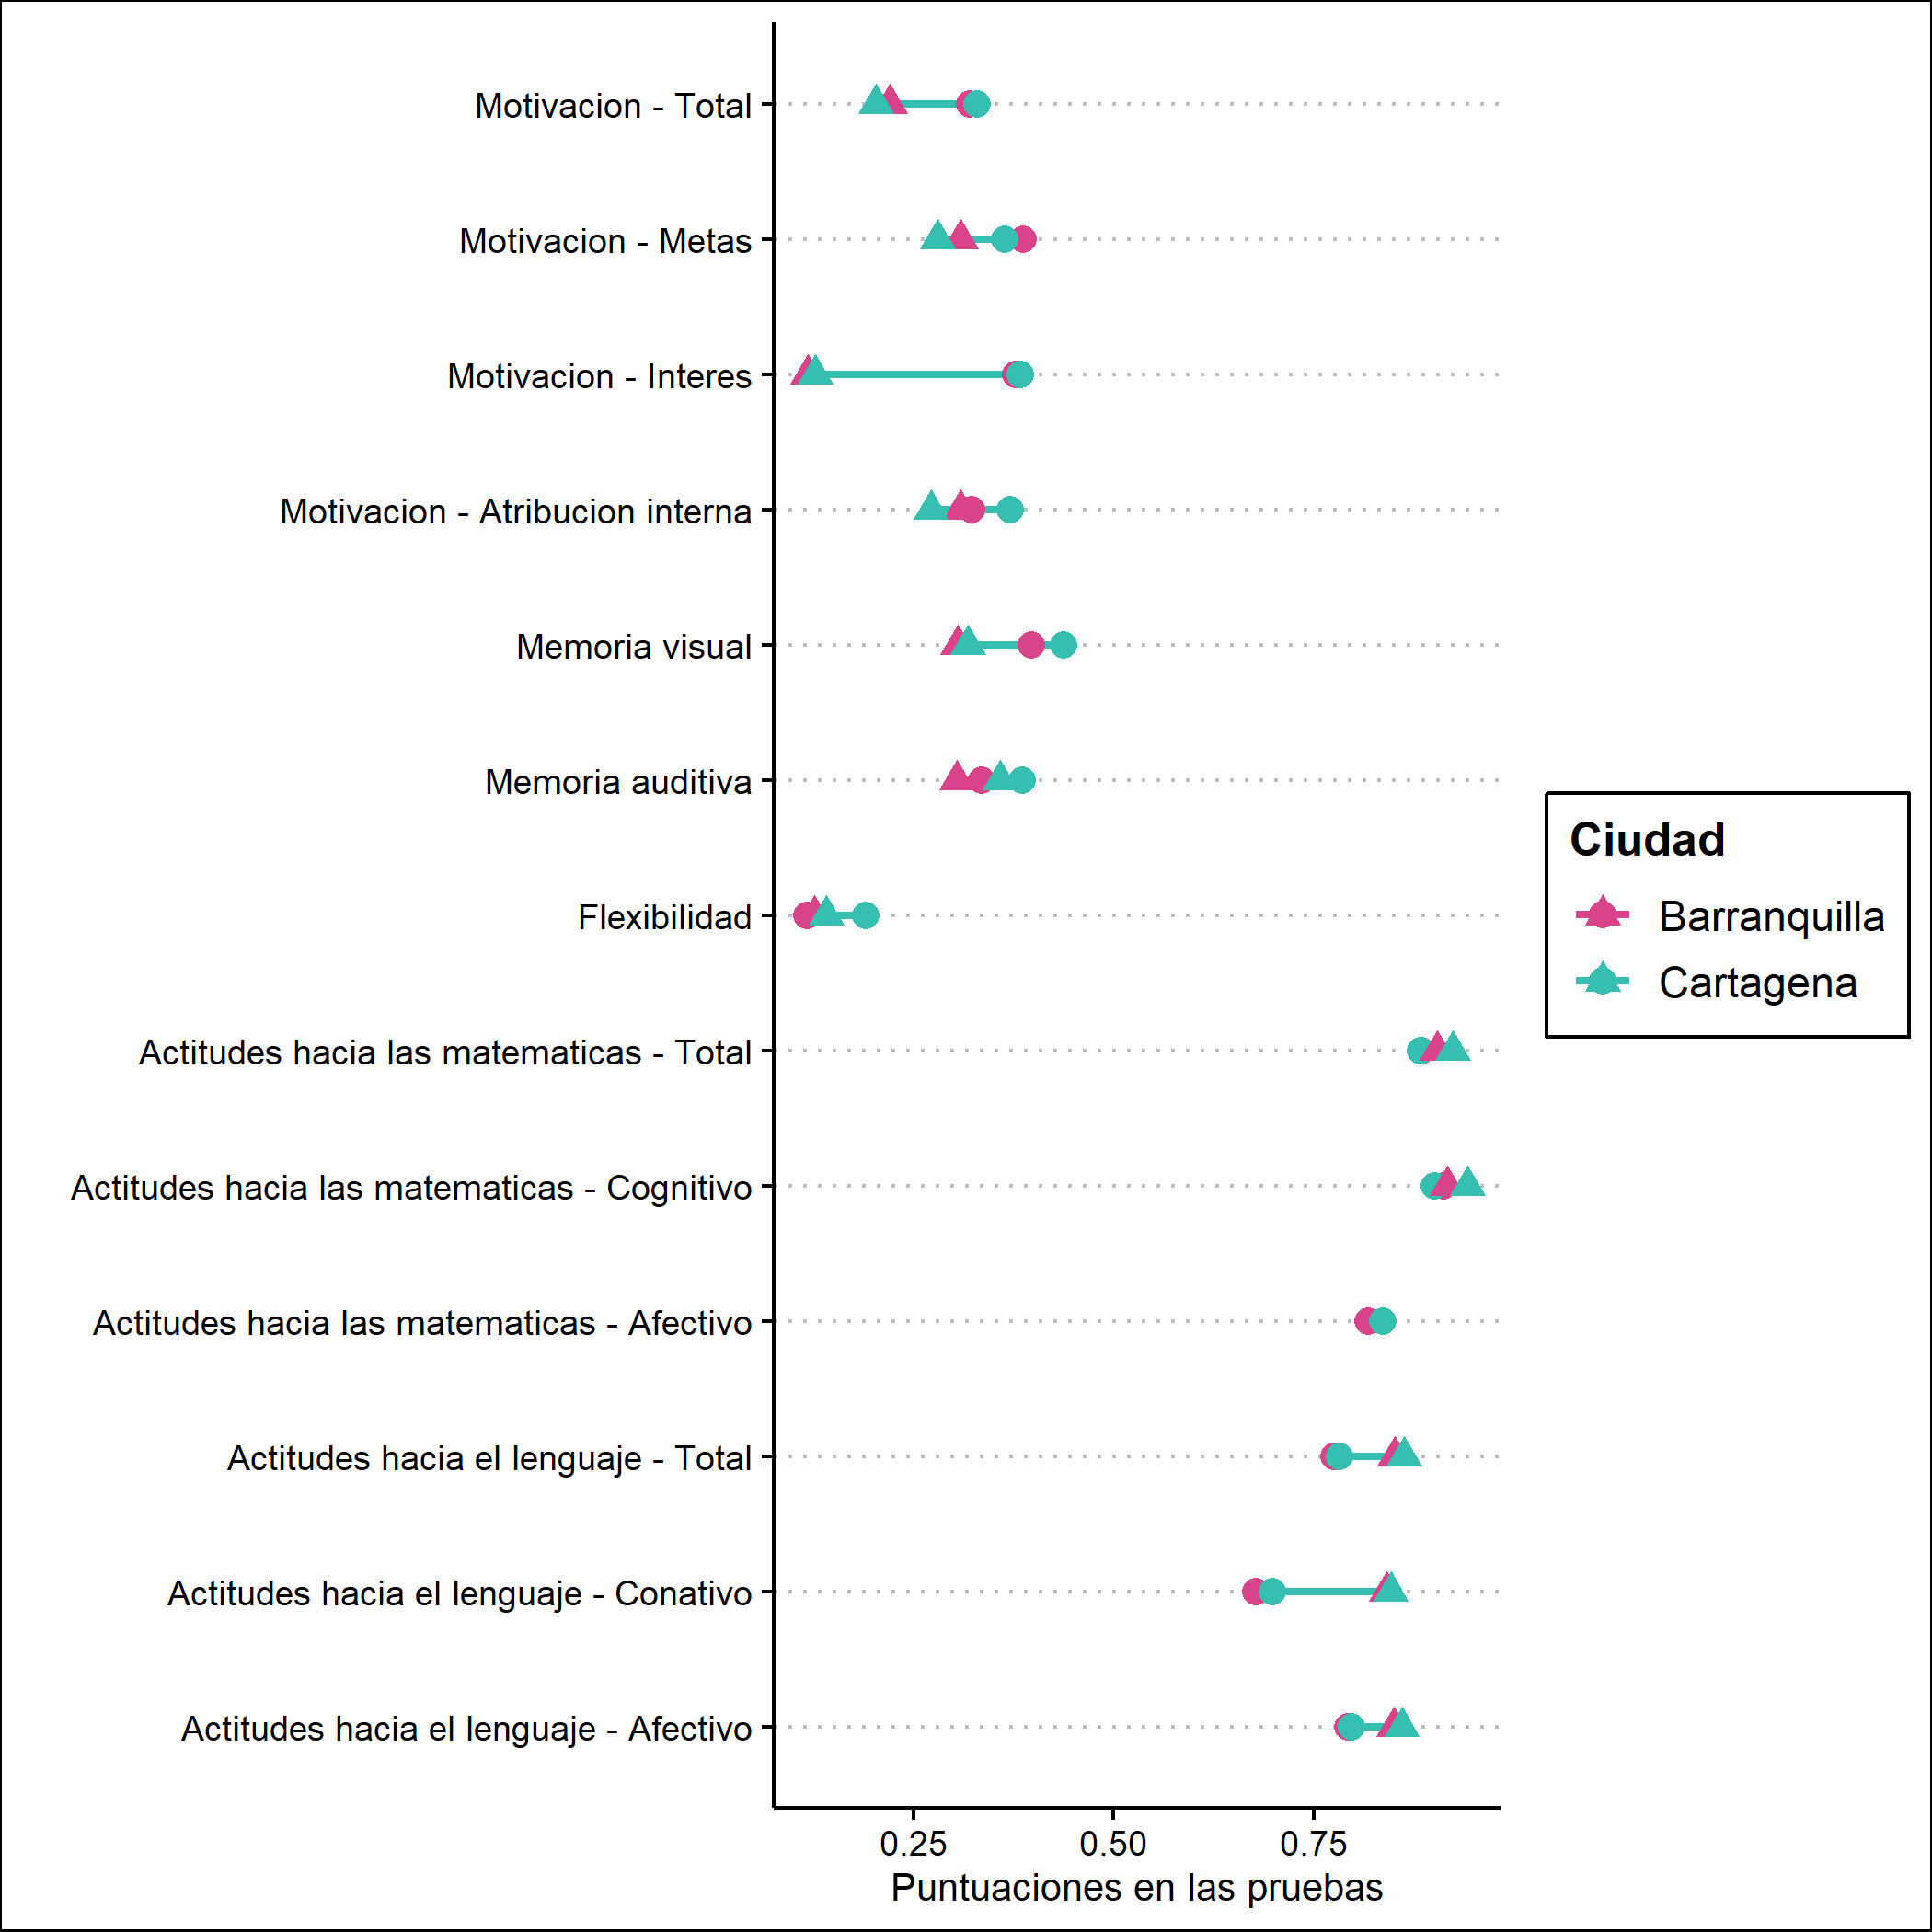 Motivacion - Total
Motivacion - Metas
Motivacion - Interes
Motivacion - Atribucion interna
Memoria visual
Memoria auditiva
Flexibilidad
Actitudes hacia las matematicas - Total
Actitudes hacia las matematicas - Cognitivo
Actitudes hacia las matematicas - Afectivo
Actitudes hacia el lenguaje - Total
Actitudes hacia el lenguaje - Conativo
Actitudes hacia el lenguaje - Afectivo
0.25 0.50 0.75
Puntuaciones en las pruebas
Ciudad
Barranquilla
Cartagena